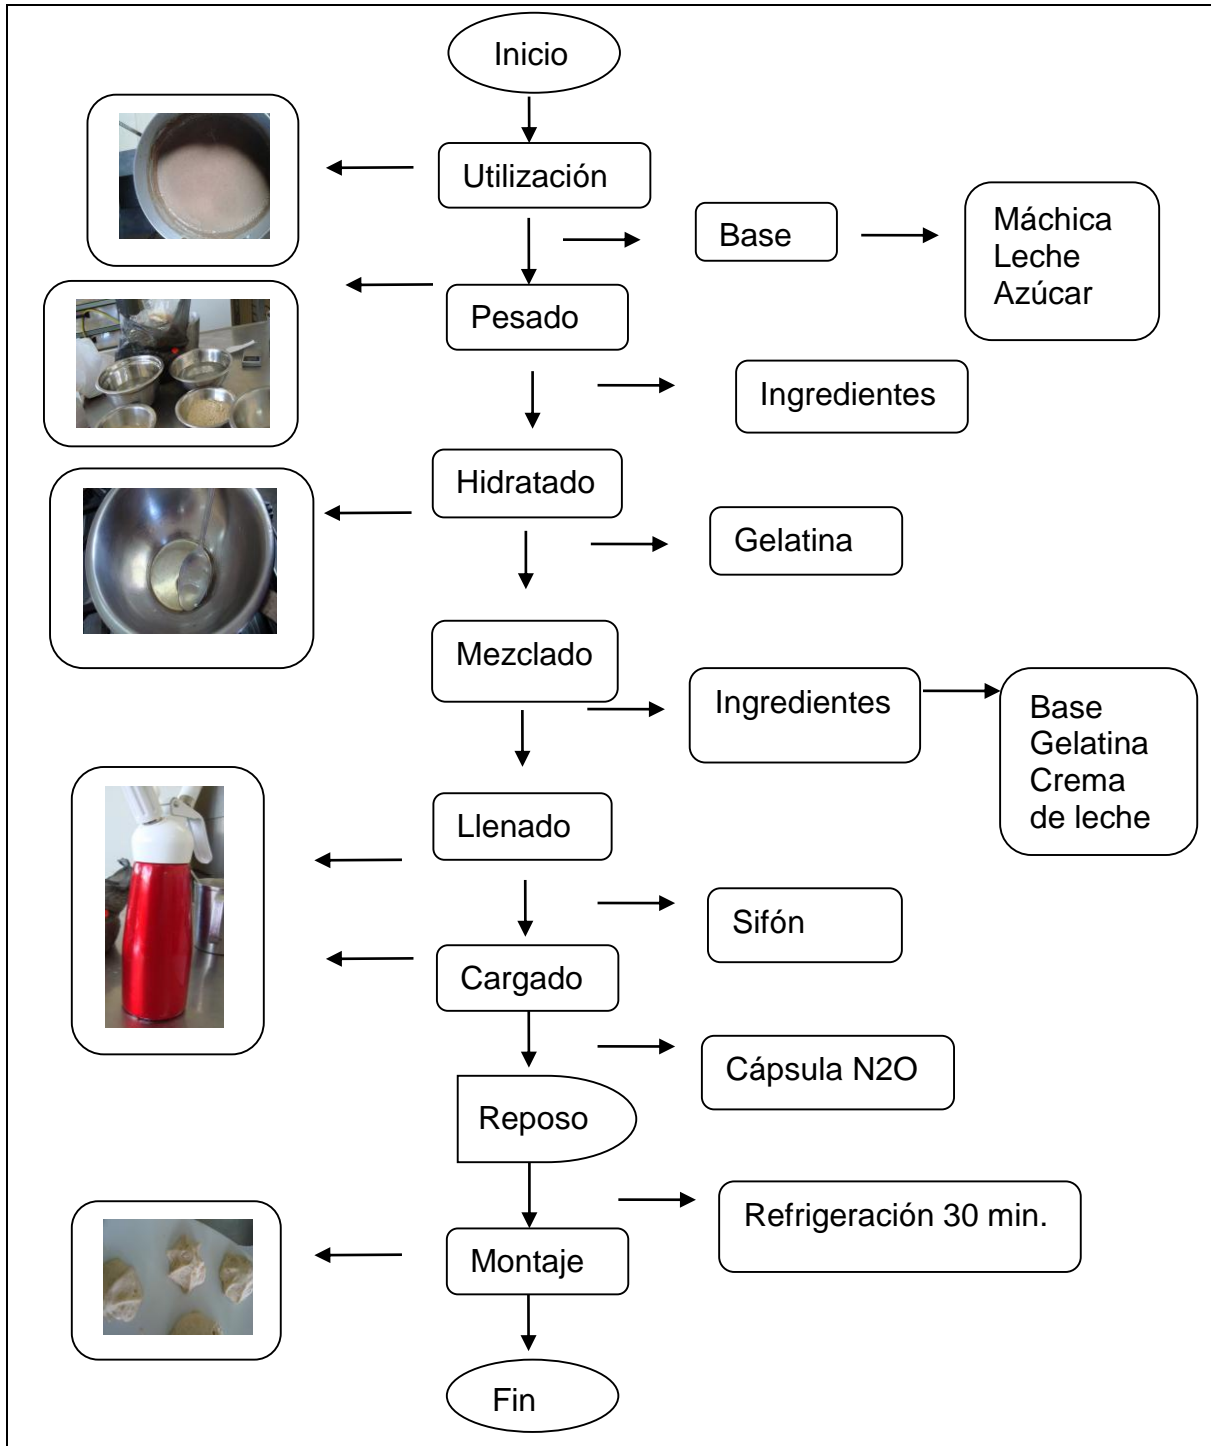 Inicio
Utilización
Base
Máchica
Leche
Azúcar
Pesado
Ingredientes
Hidratado
Gelatina
Mezclado
Ingredientes
Base
Gelatina
Crema
de leche
Llenado
Sifón
Cargado
Cápsula N2O
Reposo
Refrigeración 30 min.
Montaje
Fin